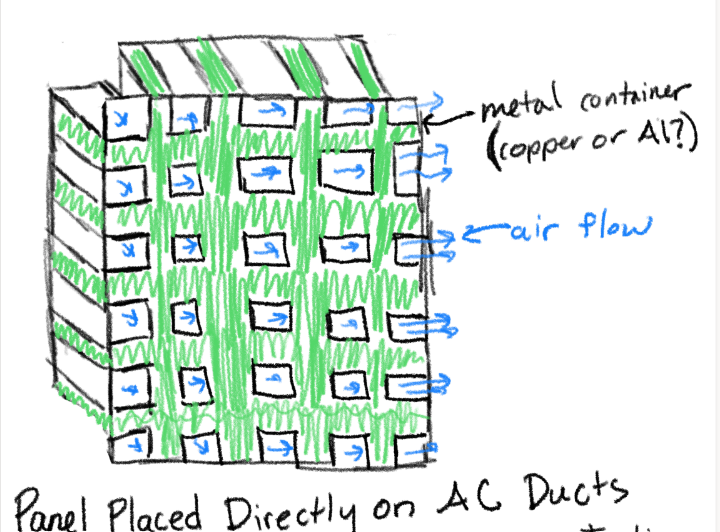 metal container
(copper or Al?)
air flow
Panel Placed Directly on AC Ducts